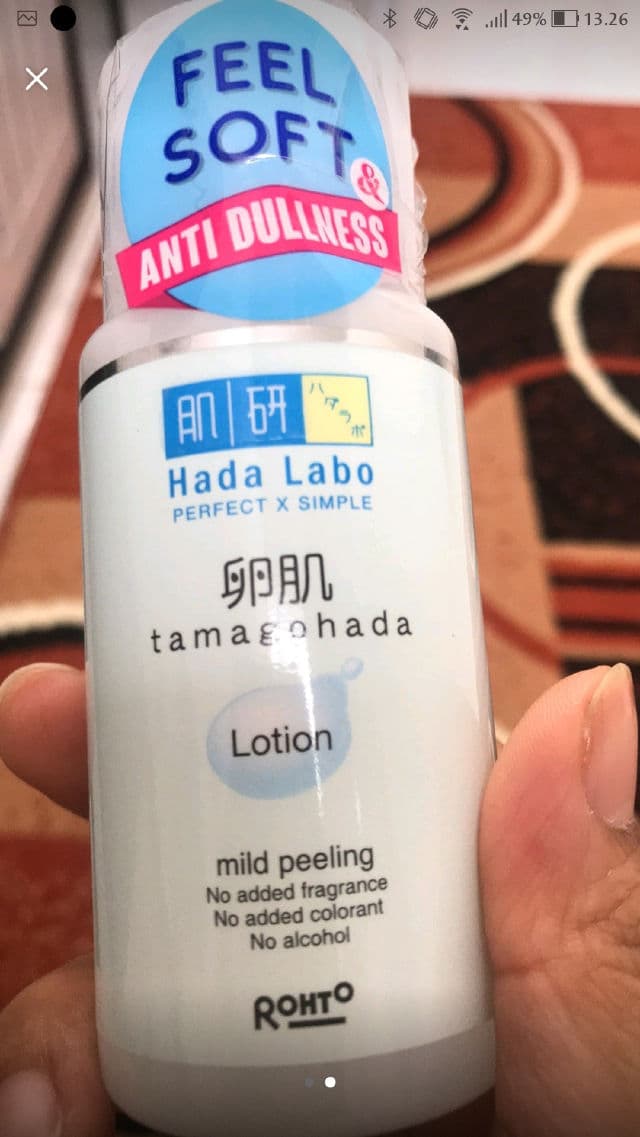 49% 13.26
FEEL
SOFT
&
ANTI DULLNESS
肌研
ハダラボ
Hada Labo
PERFECT X SIMPLE
卵肌
tamagohada
Lotion
mild peeling
No added fragrance
No added colorant
No alcohol
ROHTO